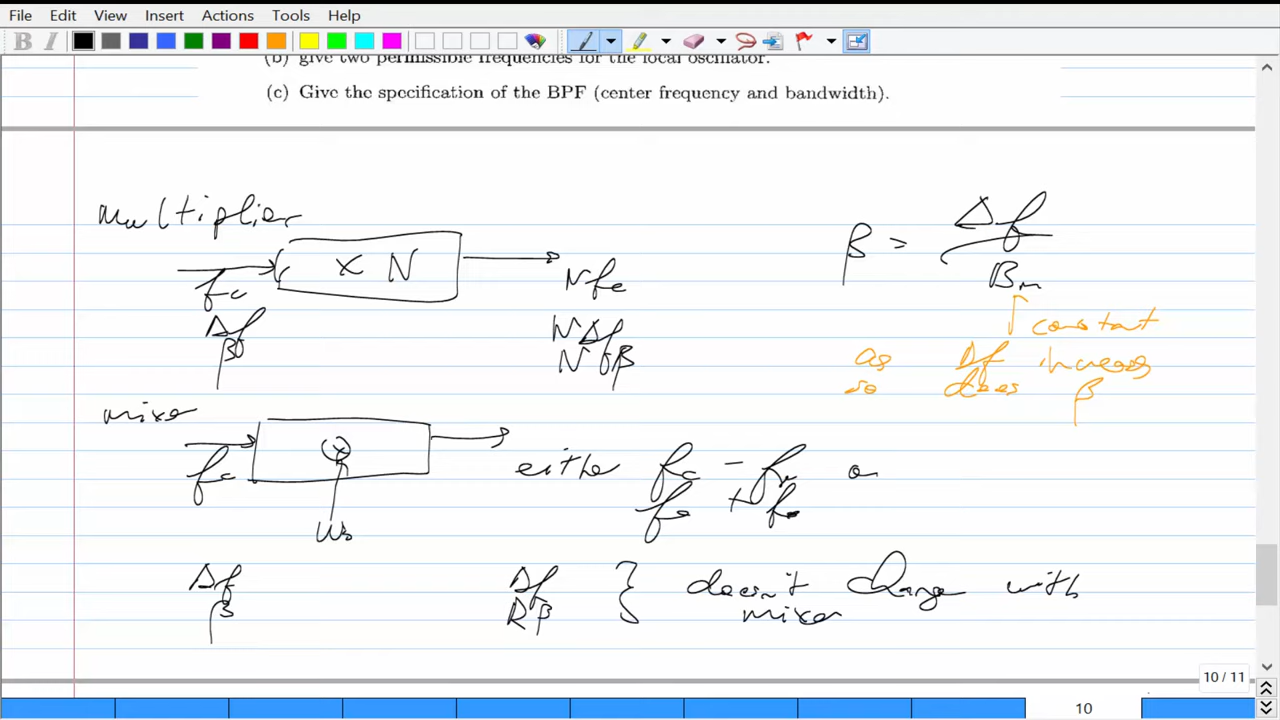 File Edit View Insert Actions Tools Help
B I
(b) give two permissible frequencies for the local oscillator.
(c) Give the specification of the BPF (center frequency and bandwidth).
multiplier
× N
fc
Nfc
Δf
NΔf
β
Nβ
β = Δf / Bm
constant
as Δf increases
so does β
mixer
×
fc
either fc - fo or
fc + fo
Δf
Δf
β
β
} doesn't change with
mixer
10 / 11
10